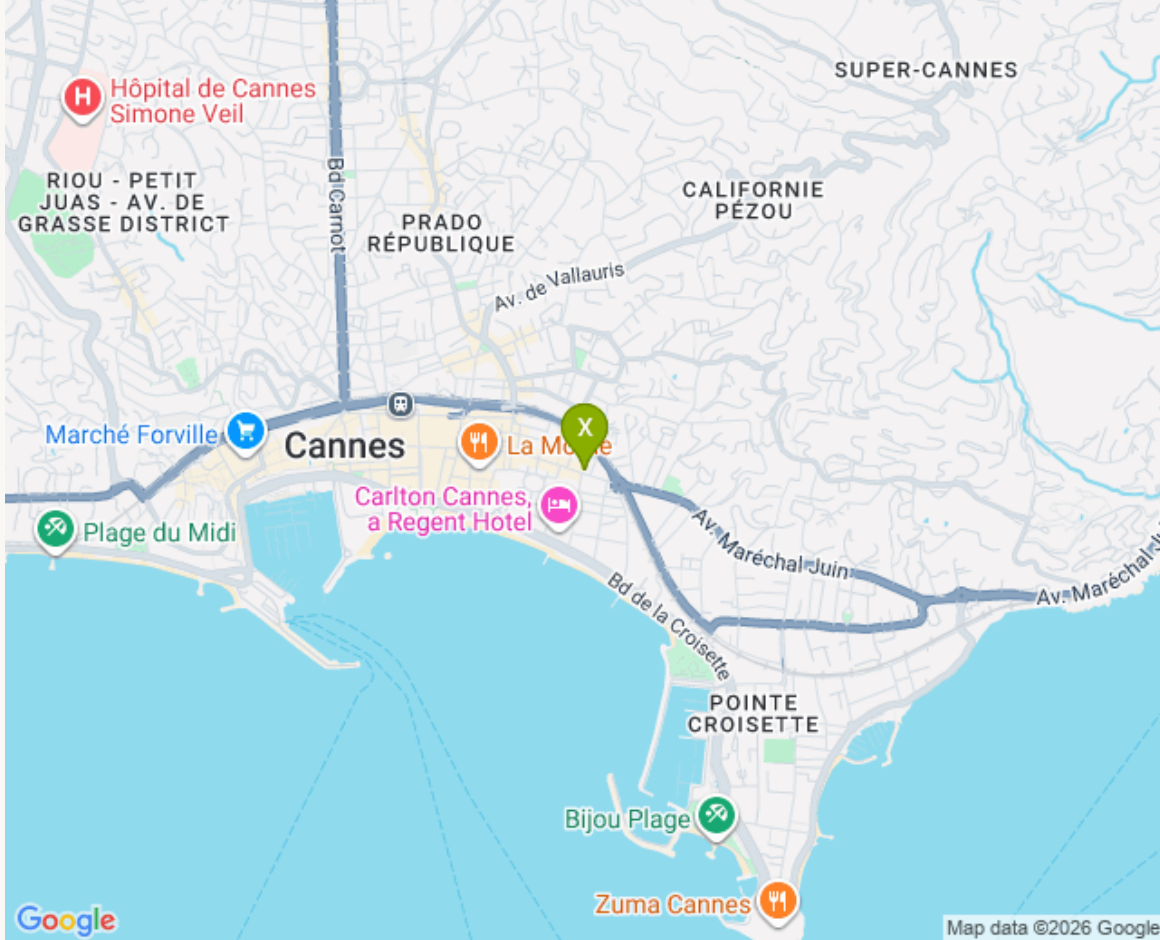 SUPER-CANNES
Hôpital de Cannes
Simone Veil
H
RIOU - PETIT
JUAS - AV. DE
GRASSE DISTRICT
Bd Carnot
PRADO
RÉPUBLIQUE
CALIFORNIE
PÉZOU
Av. de Vallauris
Marché Forville
Cannes
X
La
Carlton Cannes,
a Regent Hotel
Plage du Midi
Av. Maréchal Juin
Av. Maréchal
Bd de la Croisette
POINTE
CROISETTE
Bijou Plage
Zuma Cannes
Google
Map data ©2026 Google